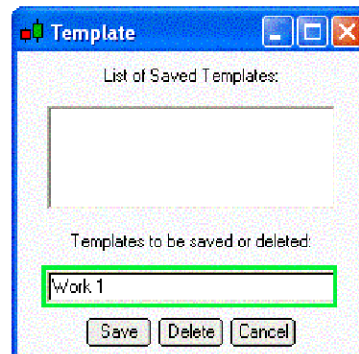 Template
List of Saved Templates:
Templates to be saved or deleted:
Work 1
Save Delete Cancel